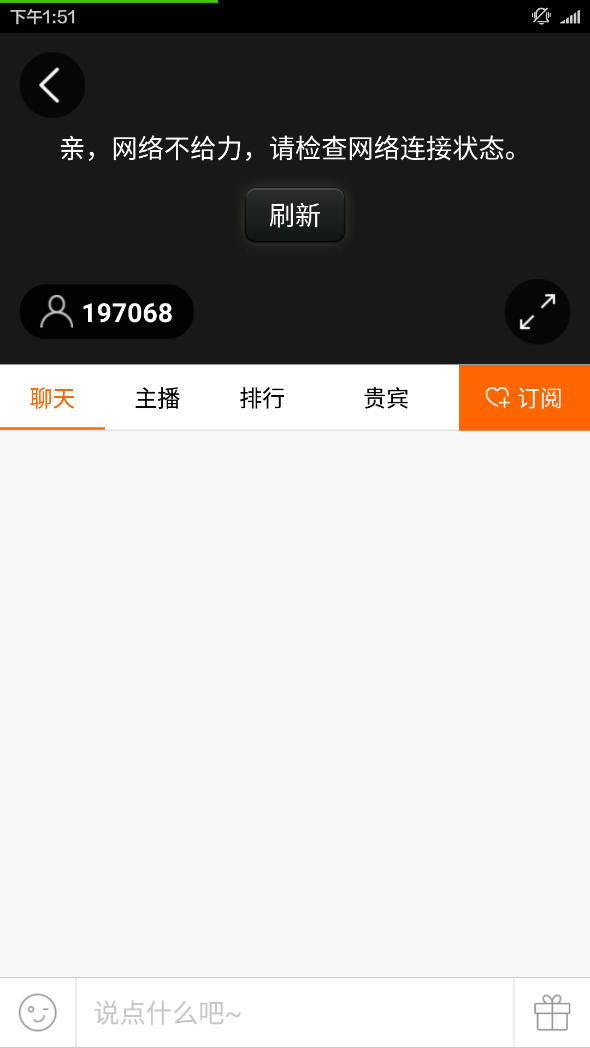 下午1:51
亲，网络不给力，请检查网络连接状态。
刷新
197068
聊天 主播 排行 贵宾 订阅
说点什么吧~